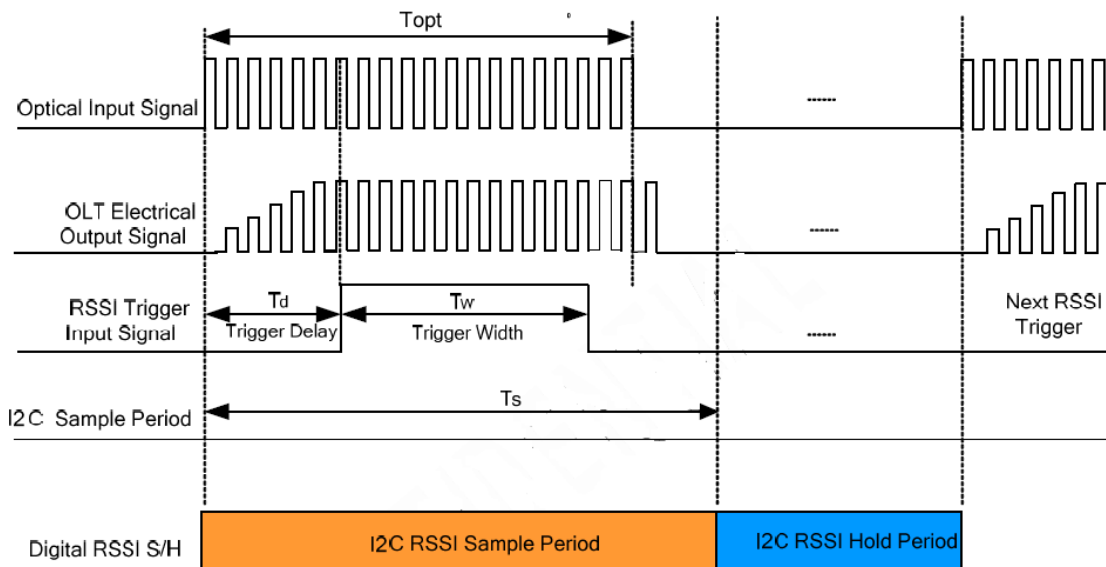 Topt
Optical Input Signal
------
OLT Electrical
Output Signal
------
RSSI Trigger
Input Signal
Td
Trigger Delay
Tw
Trigger Width
------
Next RSSI
Trigger
I2C Sample Period
Ts
Digital RSSI S/H
I2C RSSI Sample Period
I2C RSSI Hold Period